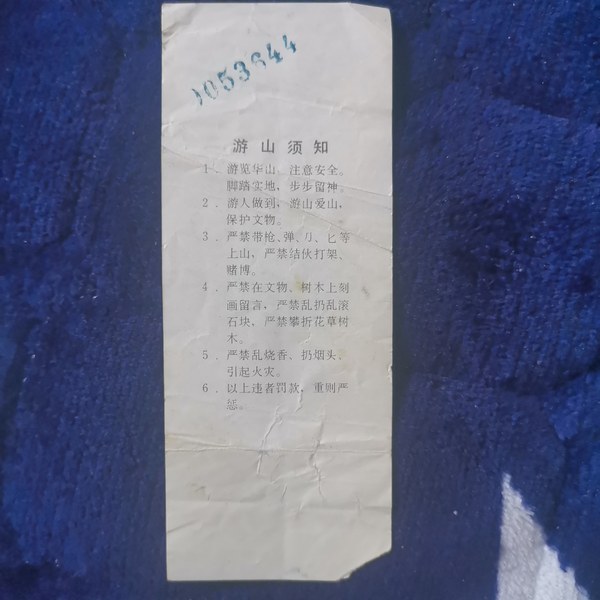 1053644
游山须知
1、游览华山、注意安全。
脚踏实地，步步留神。
2．游人做到，游山爱山，
保护文物。
3．严禁带枪、弹、刀、匕等
上山，严禁结伙打架、
赌博。
4．严禁在文物、树木上刻
画留言，严禁乱扔乱滚
石块，严禁攀折花草树
木。
5．严禁乱烧香、扔烟头、
引起火灾。
6．以上违者罚款，重则严
惩。